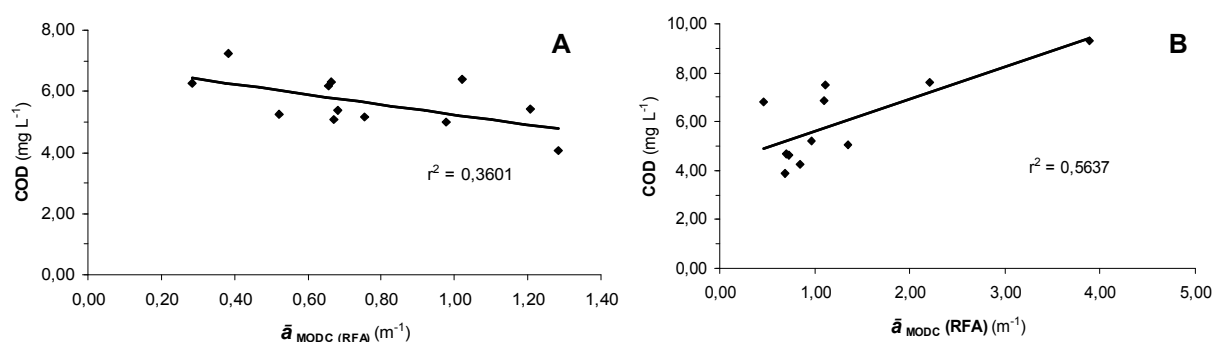 8,00
A
6,00
4,00
2,00
0,00
COD (mg L-1)
r2 = 0,3601
0,00 0,20 0,40 0,60 0,80 1,00 1,20 1,40
ā MODC (RFA) (m-1)
10,00
B
8,00
6,00
4,00
2,00
0,00
COD (mg L-1)
r2 = 0,5637
0,00 1,00 2,00 3,00 4,00 5,00
ā MODC (RFA) (m-1)